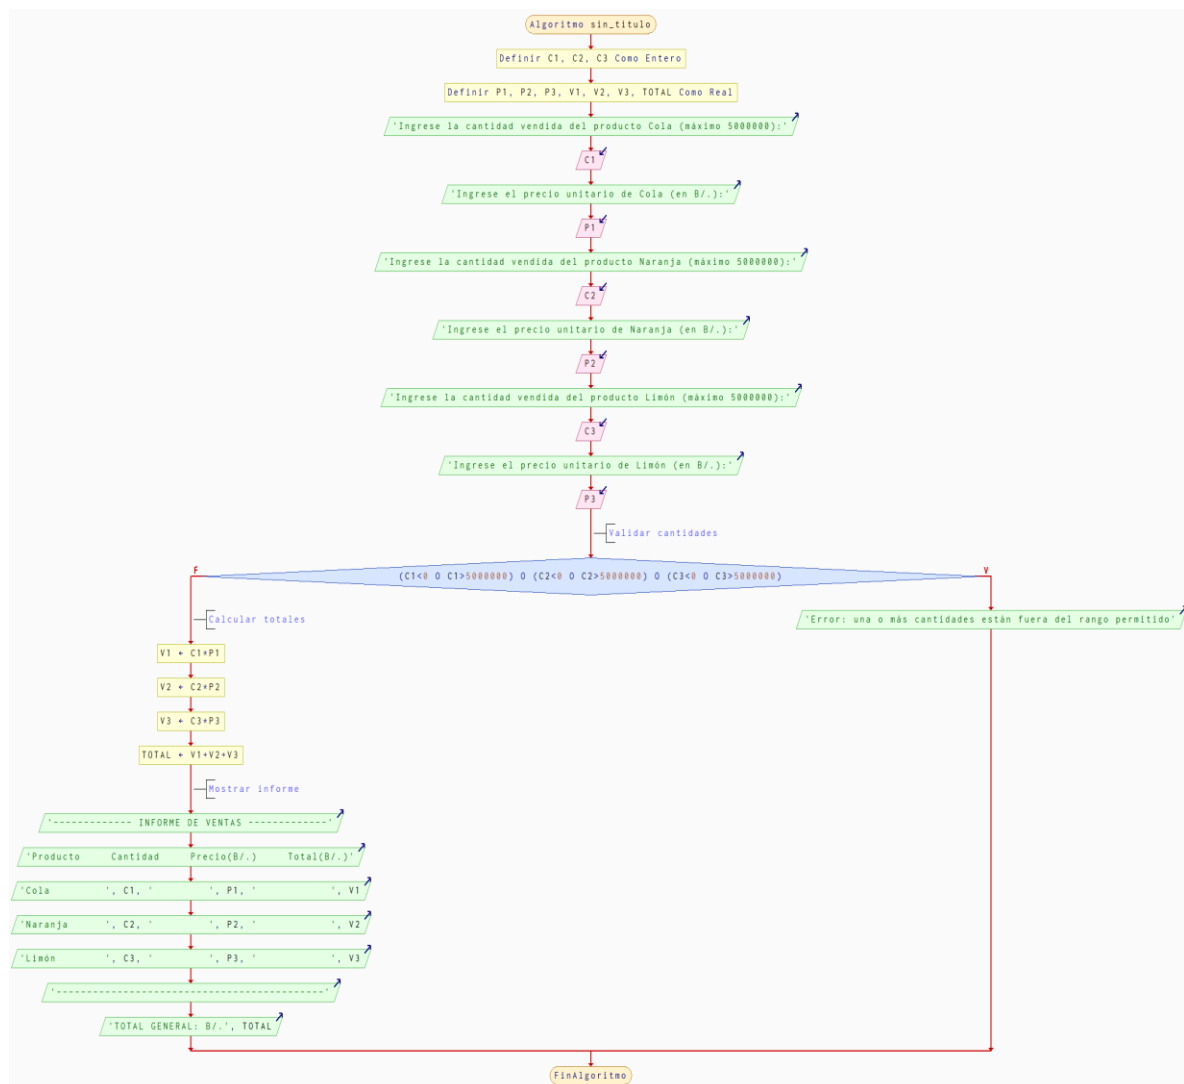 Algoritmo sin_titulo
Definir C1, C2, C3 Como Entero
Definir P1, P2, P3, V1, V2, V3, TOTAL Como Real
'Ingrese la cantidad vendida del producto Cola (máximo 5000000):'
C1
'Ingrese el precio unitario de Cola (en B/.):'
P1
'Ingrese la cantidad vendida del producto Naranja (máximo 5000000):'
C2
'Ingrese el precio unitario de Naranja (en B/.):'
P2
'Ingrese la cantidad vendida del producto Limón (máximo 5000000):'
C3
'Ingrese el precio unitario de Limón (en B/.):'
P3
Validar cantidades
F
V
(C1<0 O C1>5000000) O (C2<0 O C2>5000000) O (C3<0 O C3>5000000)
Calcular totales
'Error: una o más cantidades están fuera del rango permitido'
V1 ← C1*P1
V2 ← C2*P2
V3 ← C3*P3
TOTAL ← V1+V2+V3
Mostrar informe
'------------- INFORME DE VENTAS -------------'
'Producto     Cantidad     Precio(B/.)     Total(B/.)'
'Cola         ', C1, '         ', P1, '            ', V1
'Naranja      ', C2, '         ', P2, '            ', V2
'Limón        ', C3, '         ', P3, '            ', V3
'--------------------------------------------'
'TOTAL GENERAL: B/.', TOTAL
FinAlgoritmo